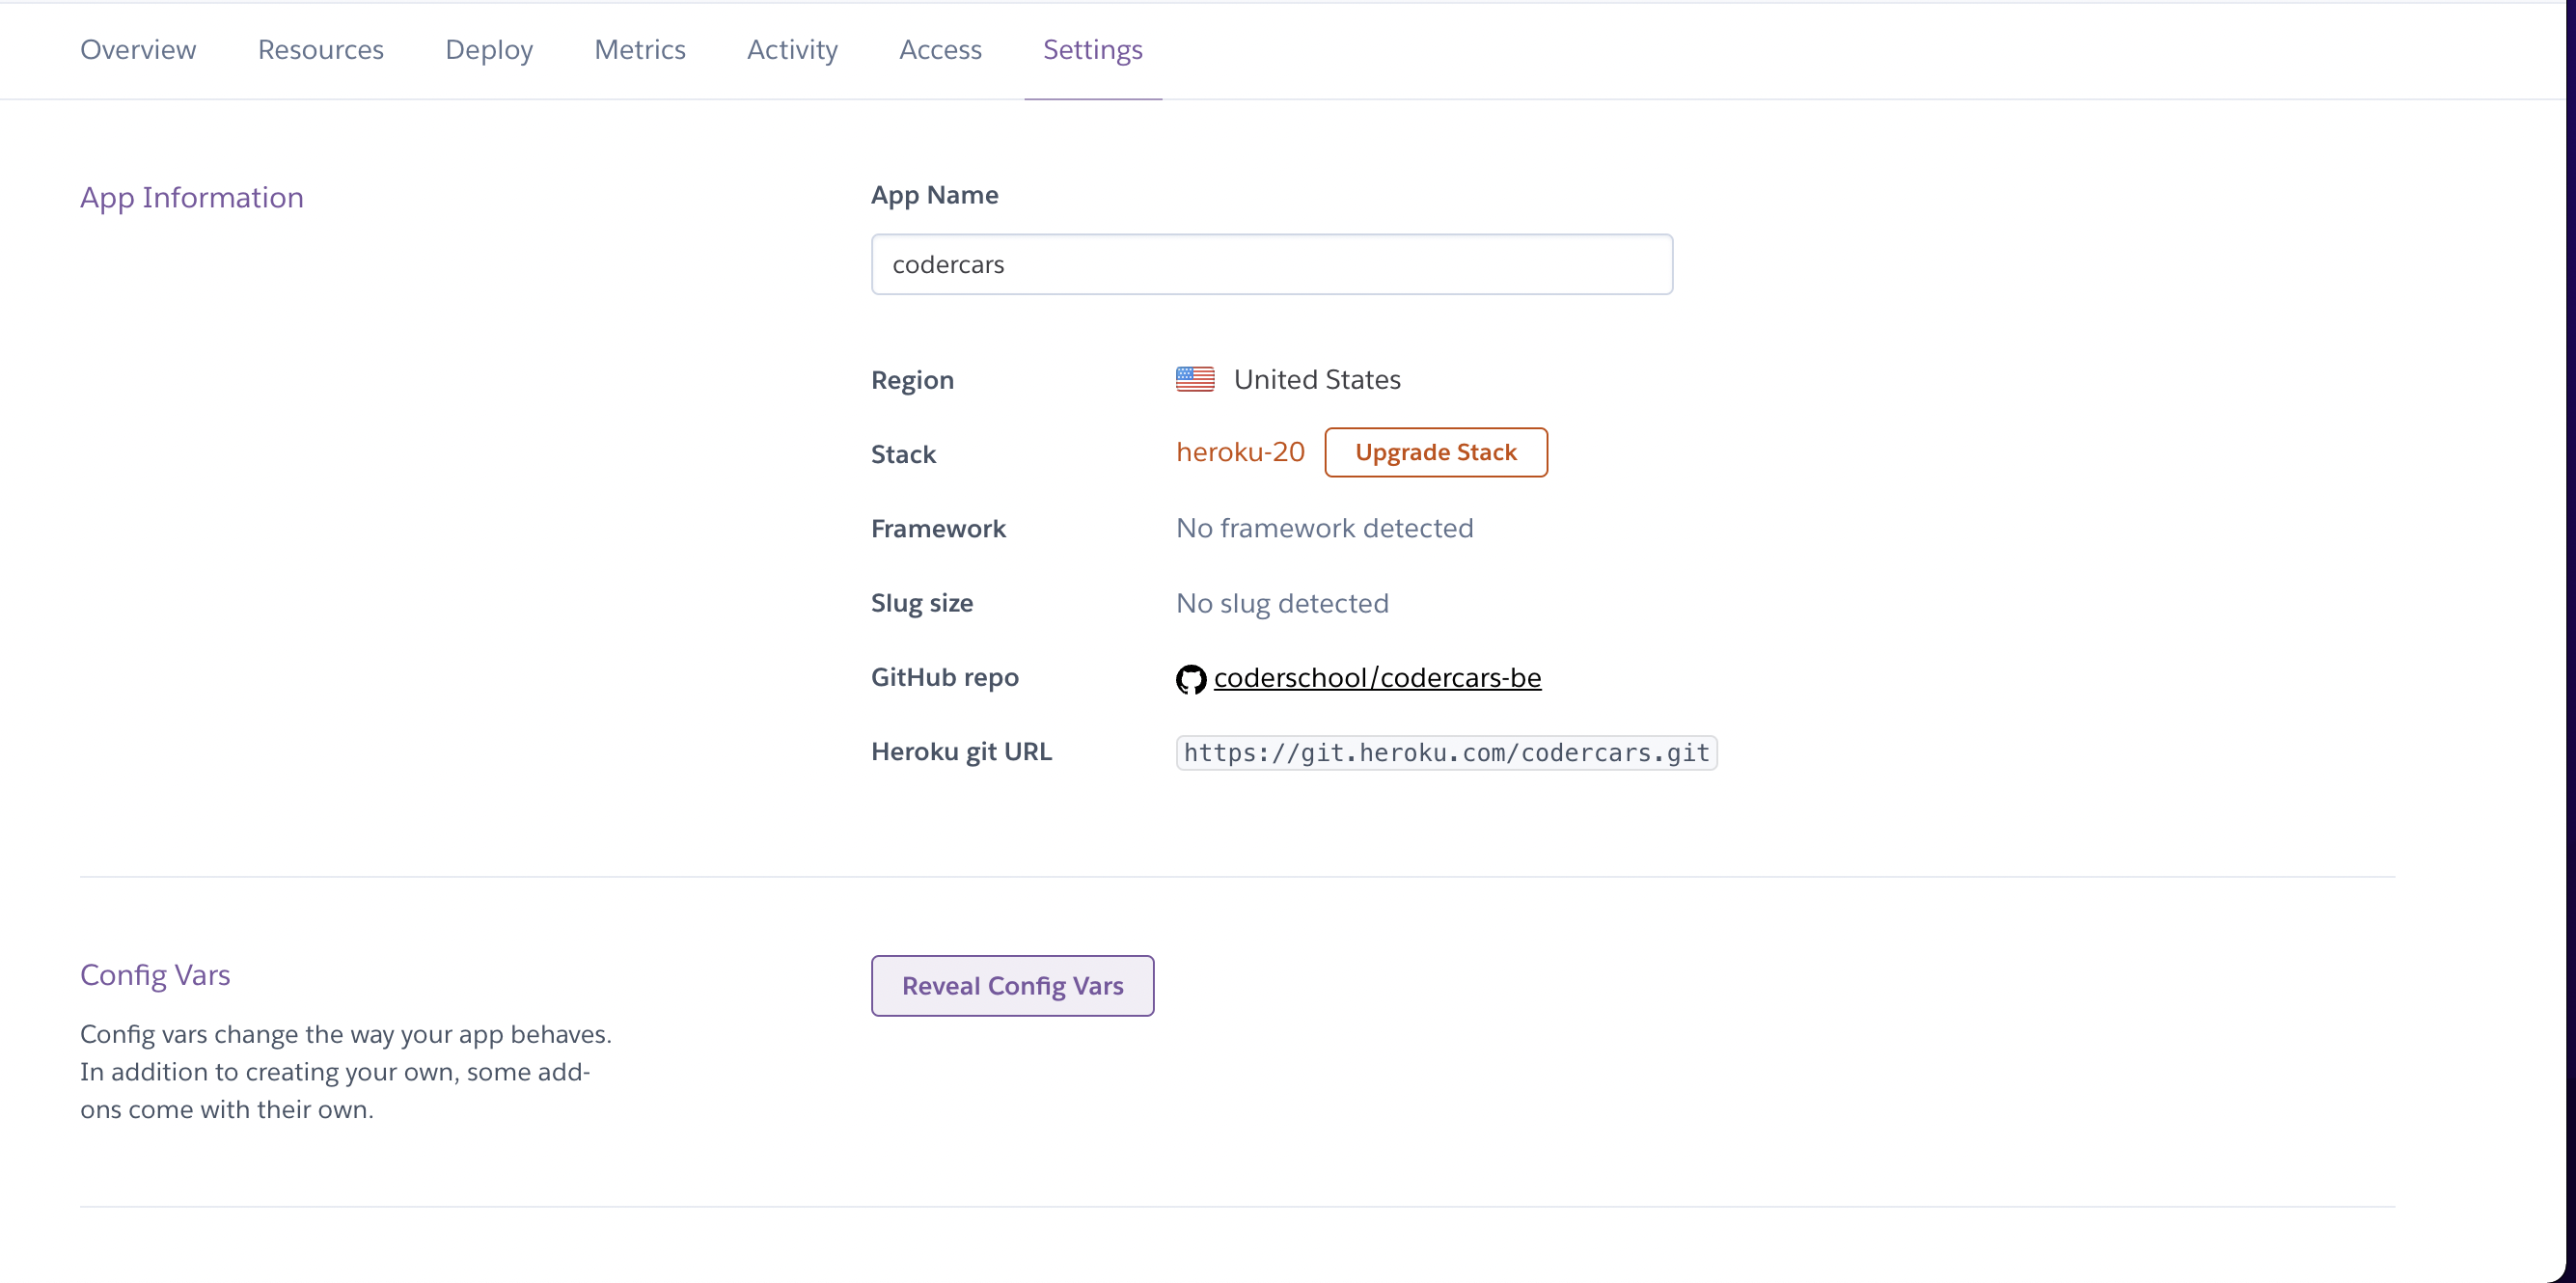 Overview Resources Deploy Metrics Activity Access Settings
App Information
App Name
codercars
Region United States
Stack heroku-20 Upgrade Stack
Framework No framework detected
Slug size No slug detected
GitHub repo coderschool/codercars-be
Heroku git URL https://git.heroku.com/codercars.git
Config Vars
Reveal Config Vars
Config vars change the way your app behaves.
In addition to creating your own, some add-
ons come with their own.